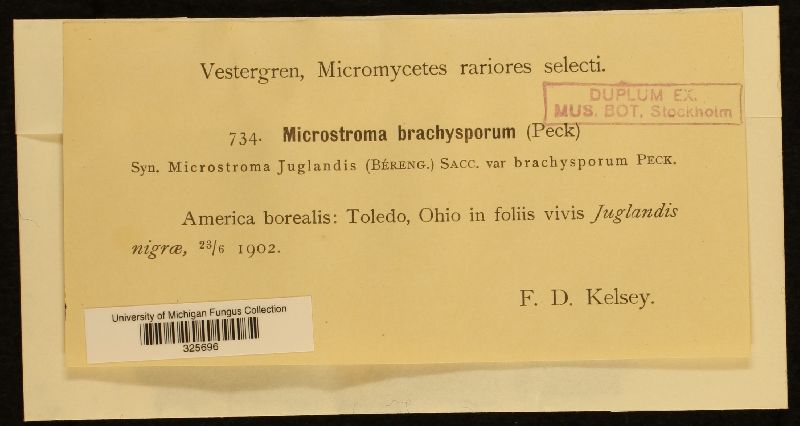 Vestergren, Micromycetes rariores selecti.
DUPLUM EX.
MUS. BOT, Stockholm
734. Microstroma brachysporum (Peck)
Syn. Microstroma Juglandis (BÉRENG.) SACC. var brachysporum PECK.
America borealis: Toledo, Ohio in foliis vivis Juglandis
nigræ, 23/6 1902.
F. D. Kelsey.
University of Michigan Fungus Collection
325696